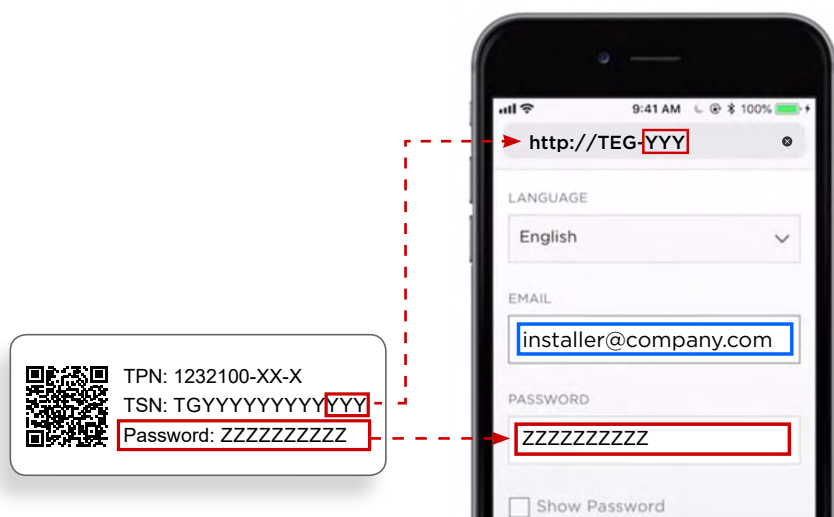 TPN: 1232100-XX-X
TSN: TGYYYYYYYYYYYY
Password: ZZZZZZZZZZ
9:41 AM 100%
http://TEG-YYY
LANGUAGE
English
EMAIL
installer@company.com
PASSWORD
ZZZZZZZZZZ
Show Password